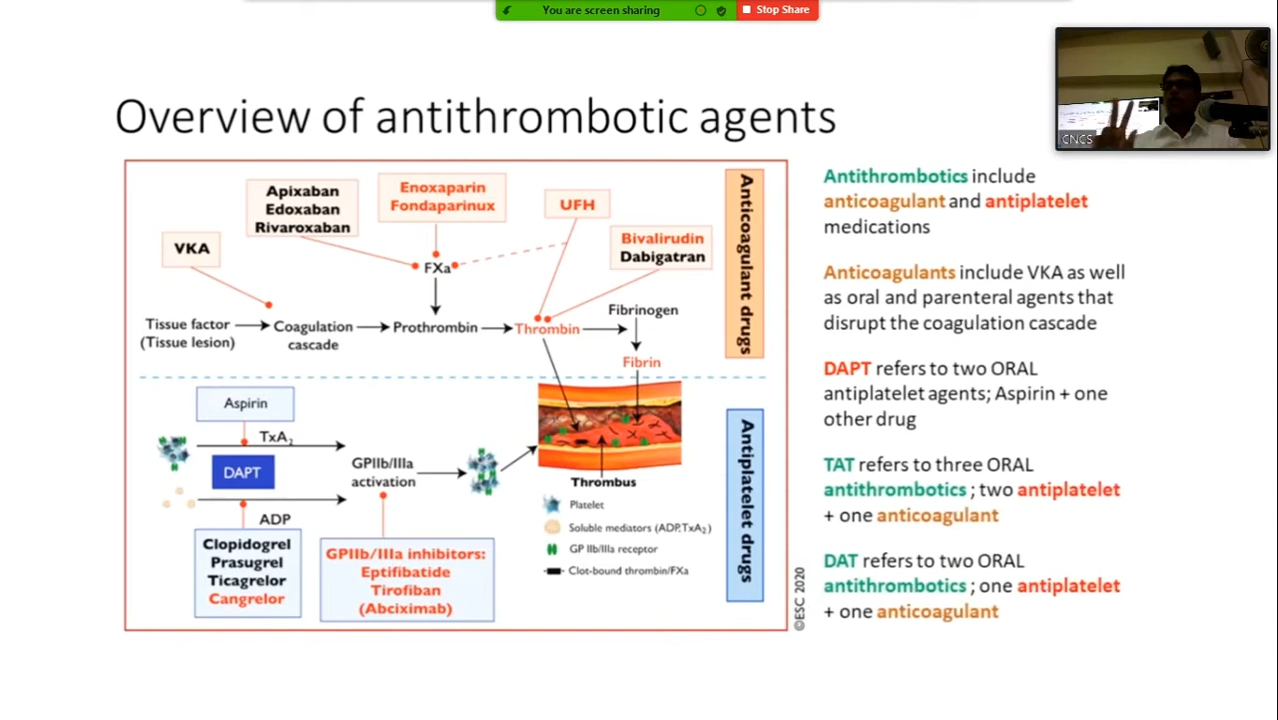 You are screen sharing
Stop Share
CNCS
Overview of antithrombotic agents
Apixaban
Edoxaban
Rivaroxaban
Enoxaparin
Fondaparinux
UFH
VKA
Bivalirudin
Dabigatran
FXa
Fibrinogen
Tissue factor
(Tissue lesion)
Coagulation
cascade
Prothrombin
Thrombin
Fibrin
Anticoagulant drugs
Aspirin
TxA2
DAPT
GPIIb/IIIa
activation
ADP
Clopidogrel
Prasugrel
Ticagrelor
Cangrelor
GPIIb/IIIa inhibitors:
Eptifibatide
Tirofiban
(Abciximab)
Thrombus
Platelet
Soluble mediators (ADP,TxA2)
GP IIb/IIIa receptor
Clot-bound thrombin/FXa
Antiplatelet drugs
©ESC 2020
Antithrombotics include
anticoagulant and antiplatelet
medications
Anticoagulants include VKA as well
as oral and parenteral agents that
disrupt the coagulation cascade
DAPT refers to two ORAL
antiplatelet agents; Aspirin + one
other drug
TAT refers to three ORAL
antithrombotics ; two antiplatelet
+ one anticoagulant
DAT refers to two ORAL
antithrombotics ; one antiplatelet
+ one anticoagulant